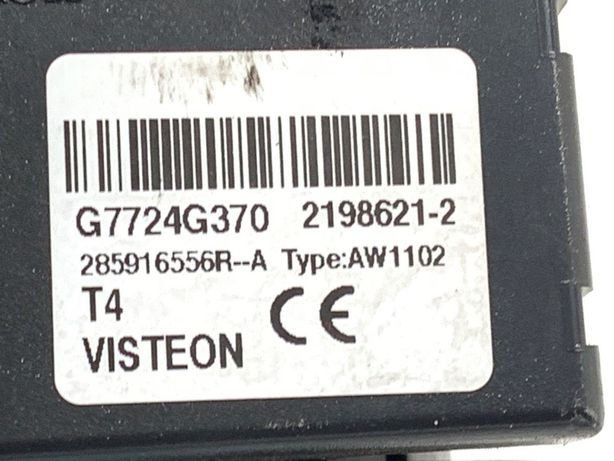 G7724G370 2198621-2
285916556R--A Type:AW1102
T4 CE
VISTEON